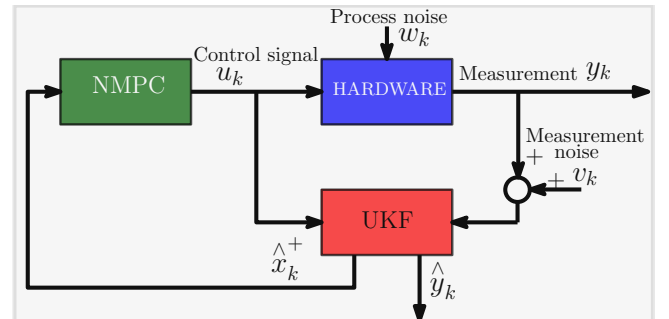 Process noise
w_k
Control signal
u_k
NMPC
HARDWARE
Measurement y_k
Measurement
noise
+
+ v_k
UKF
x̂_k^+
ŷ_k